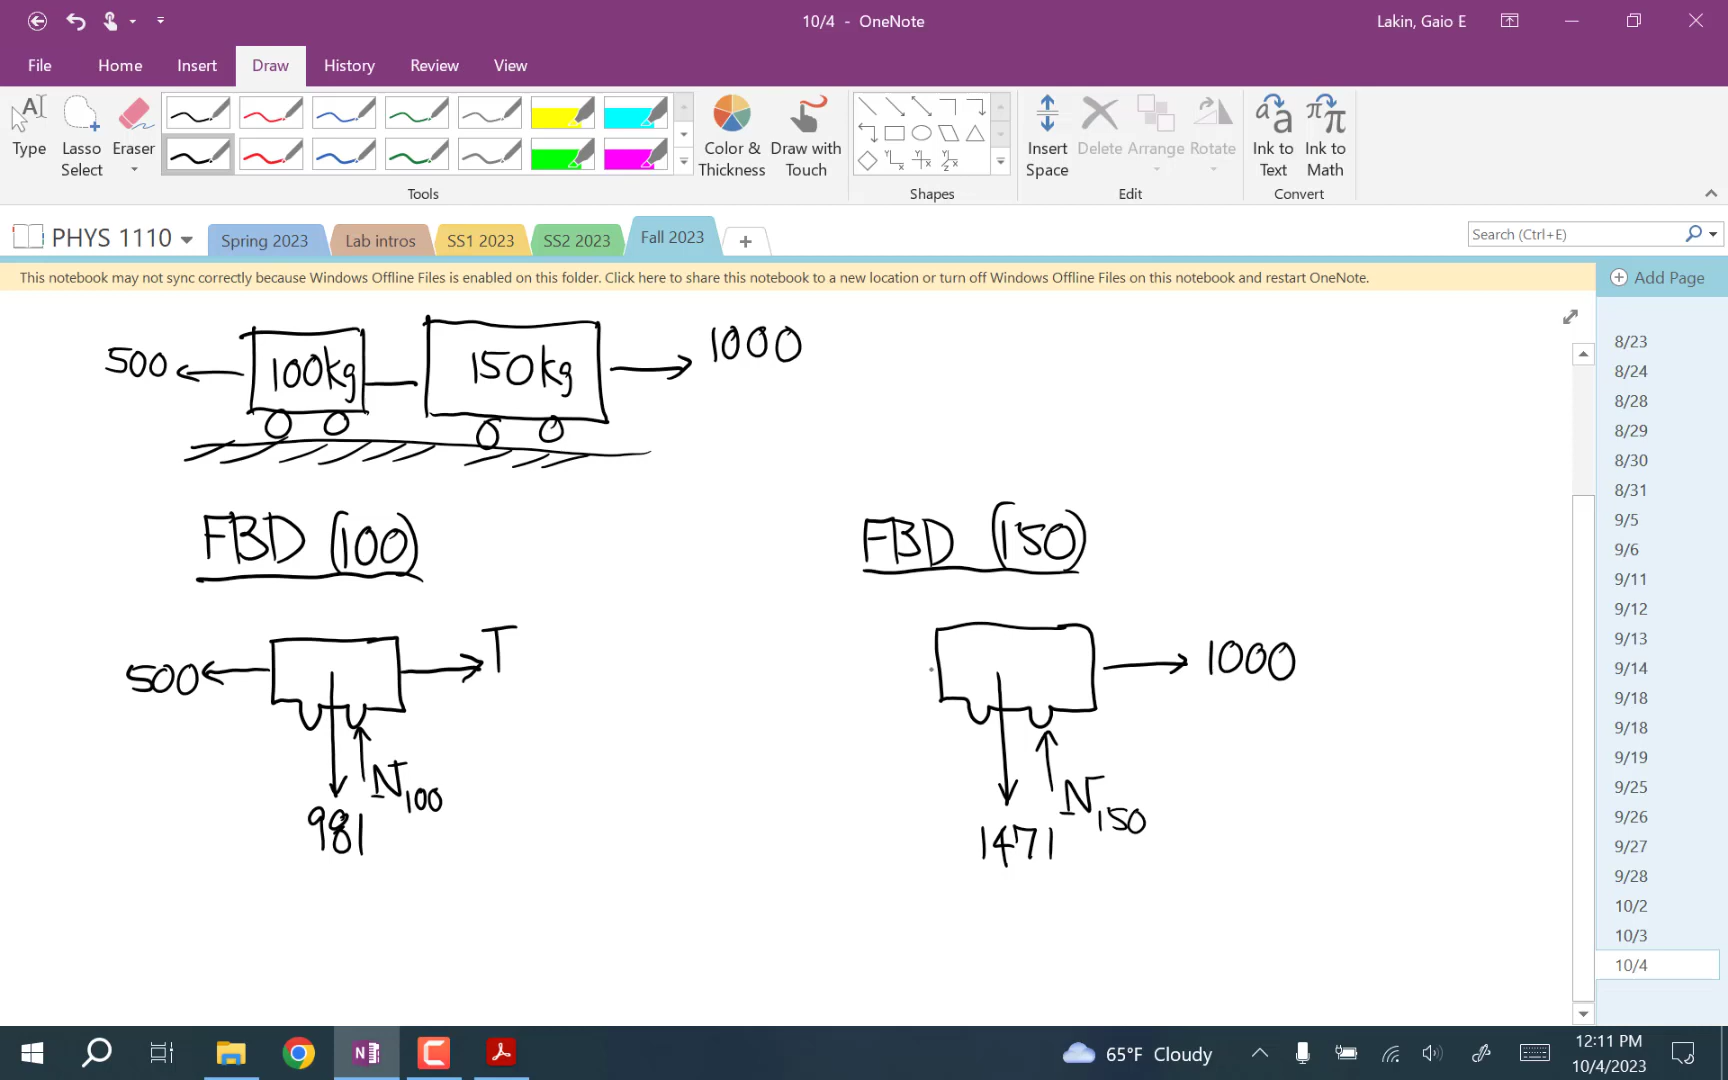 10/4 - OneNote
Lakin, Gaio E
File Home Insert Draw History Review View
Type
Lasso Select
Eraser
Color & Thickness
Draw with Touch
Insert Space
Delete
Arrange
Rotate
Ink to Text
Ink to Math
Tools
Shapes
Edit
Convert
PHYS 1110
Spring 2023
Lab intros
SS1 2023
SS2 2023
Fall 2023
Search (Ctrl+E)
This notebook may not sync correctly because Windows Offline Files is enabled on this folder. Click here to share this notebook to a new location or turn off Windows Offline Files on this notebook and restart OneNote.
Add Page
500 100kg 150kg 1000
FBD (100)
500 T
N100
981
FBD (150)
1000
N150
1471
8/23
8/24
8/28
8/29
8/30
8/31
9/5
9/6
9/11
9/12
9/13
9/14
9/18
9/18
9/19
9/25
9/26
9/27
9/28
10/2
10/3
10/4
65°F Cloudy
12:11 PM
10/4/2023